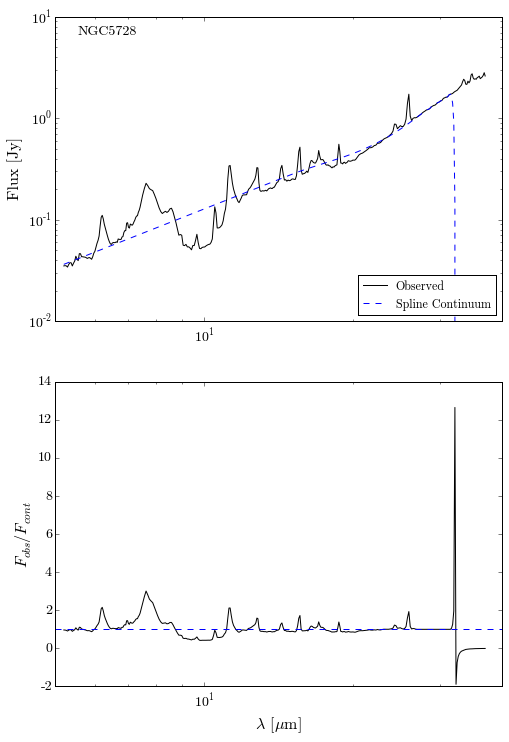 NGC5728
Flux [Jy]
10^1
10^0
10^-1
10^-2
Observed
Spline Continuum
10^1
F_obs/F_cont
14
12
10
8
6
4
2
0
-2
10^1
λ [μm]